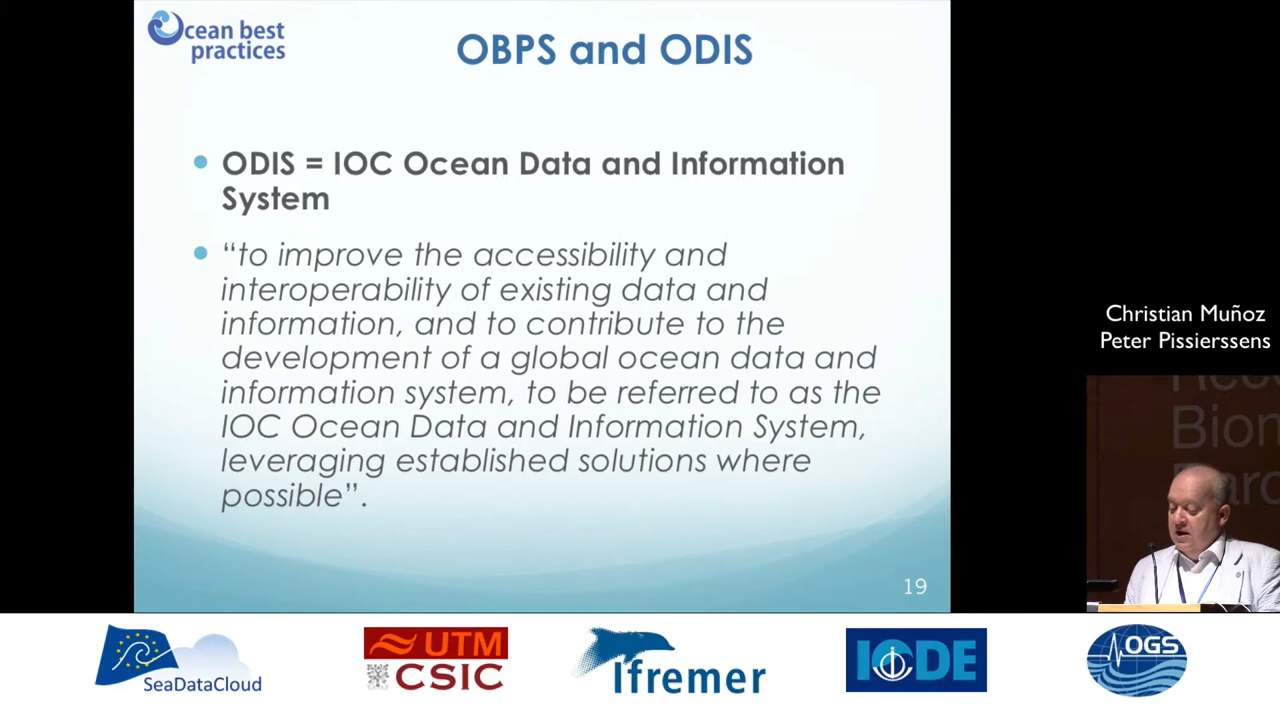 Ocean best
practices
OBPS and ODIS
ODIS = IOC Ocean Data and Information
System
“to improve the accessibility and
interoperability of existing data and
information, and to contribute to the
development of a global ocean data and
information system, to be referred to as the
IOC Ocean Data and Information System,
leveraging established solutions where
possible”.
19
Christian Muñoz
Peter Pissierssens
SeaDataCloud
UTM
CSIC
Ifremer
IODE
OGS